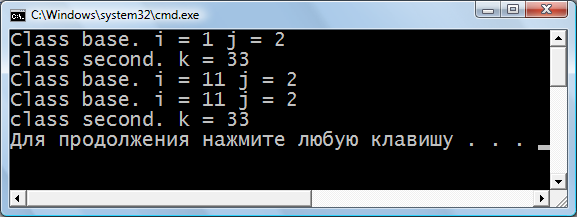 C:\Windows\system32\cmd.exe
Class base. i = 1 j = 2
class second. k = 33
Class base. i = 11 j = 2
Class base. i = 11 j = 2
class second. k = 33
Для продолжения нажмите любую клавишу . . .